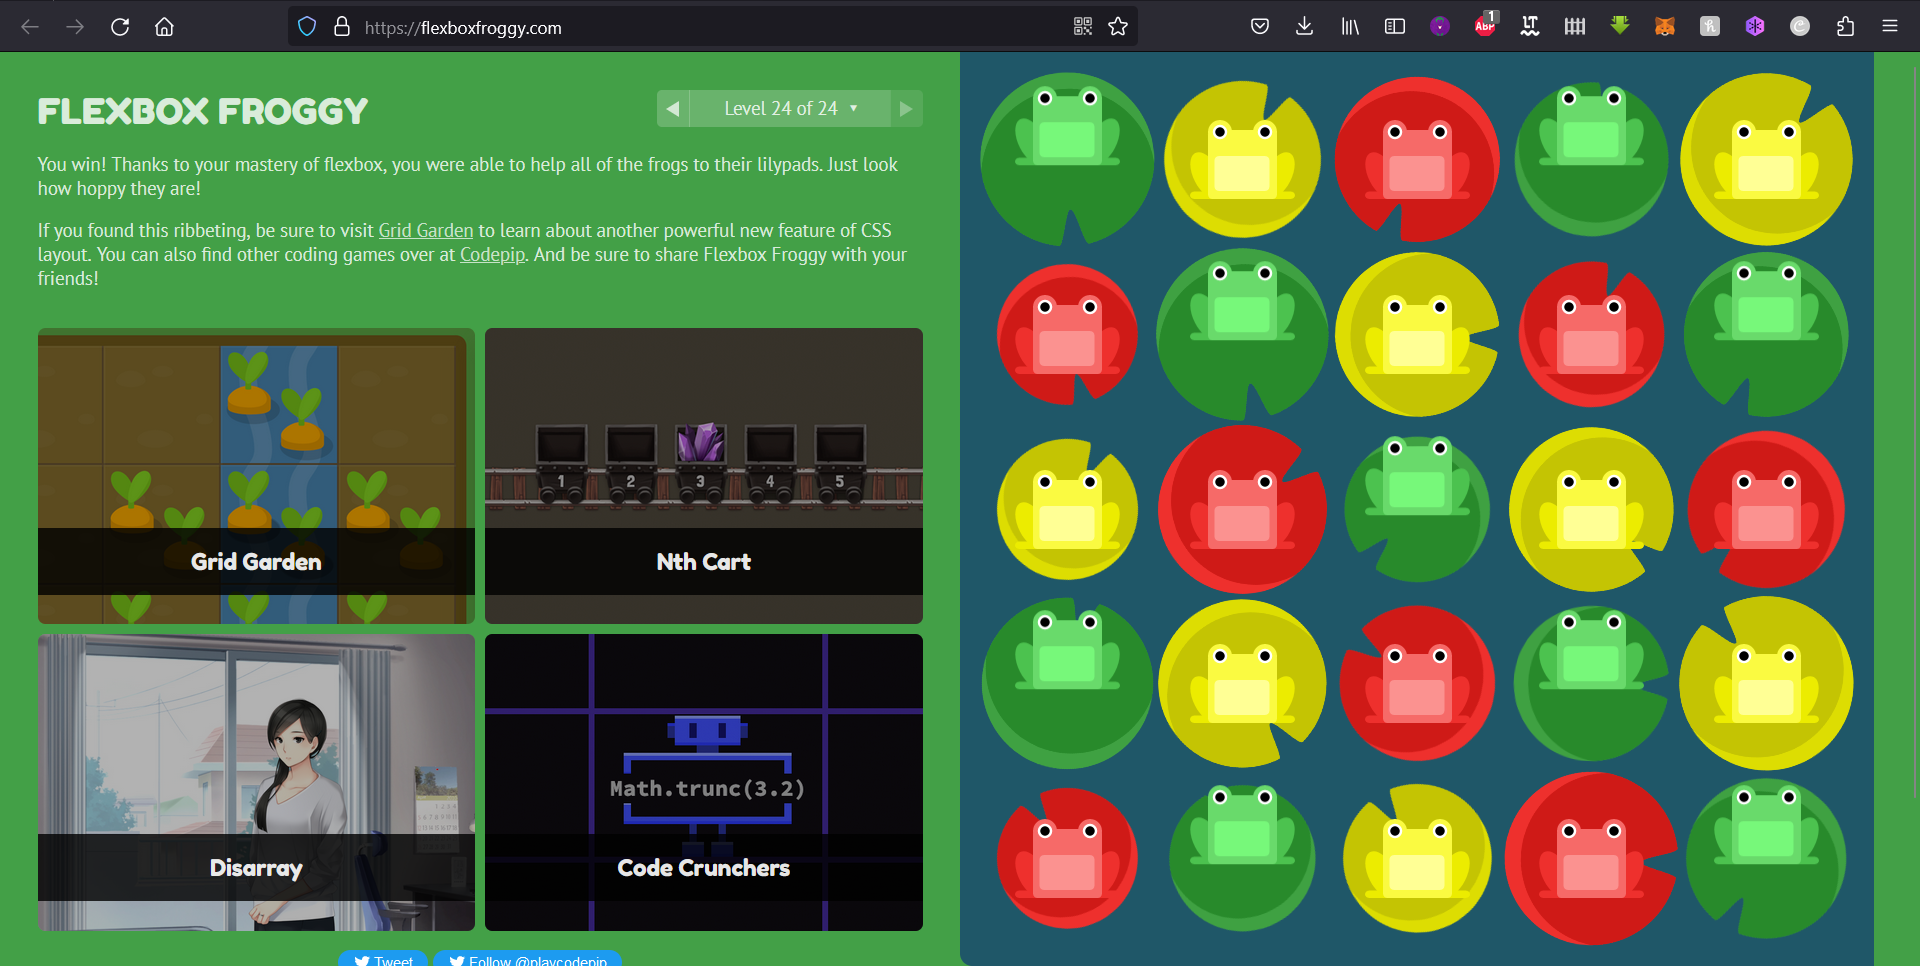 https://flexboxfroggy.com
1
ABP
LT
FLEXBOX FROGGY
◀ Level 24 of 24 ▼ ▶
You win! Thanks to your mastery of flexbox, you were able to help all of the frogs to their lilypads. Just look
how hoppy they are!
If you found this ribbeting, be sure to visit Grid Garden to learn about another powerful new feature of CSS
layout. You can also find other coding games over at Codepip. And be sure to share Flexbox Froggy with your
friends!
Grid Garden
1 2 3 4 5
Nth Cart
Disarray
Math.trunc(3.2)
Code Crunchers
Tweet
Follow @playcodepip